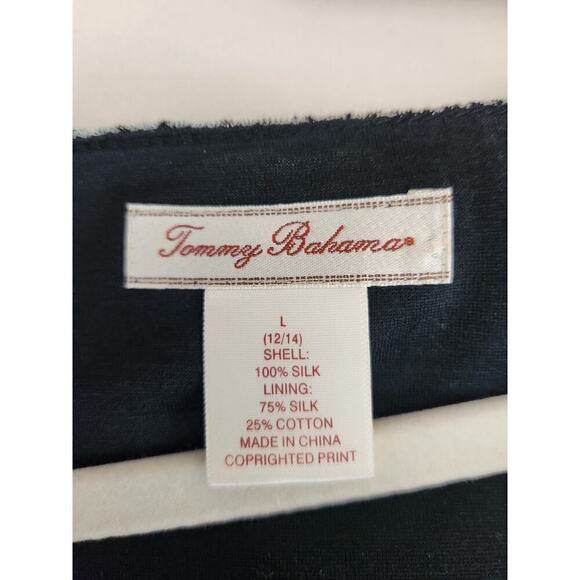 Tommy Bahama®
L
(12/14)
SHELL:
100% SILK
LINING:
75% SILK
25% COTTON
MADE IN CHINA
COPRIGHTED PRINT